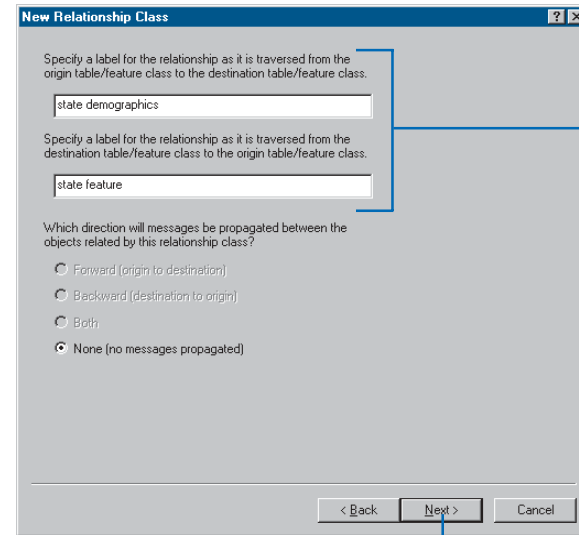 New Relationship Class
Specify a label for the relationship as it is traversed from the
origin table/feature class to the destination table/feature class.
state demographics
Specify a label for the relationship as it is traversed from the
destination table/feature class to the origin table/feature class.
state feature
Which direction will messages be propagated between the
objects related by this relationship class?
Forward (origin to destination)
Backward (destination to origin)
Both
None (no messages propagated)
< Back Next > Cancel